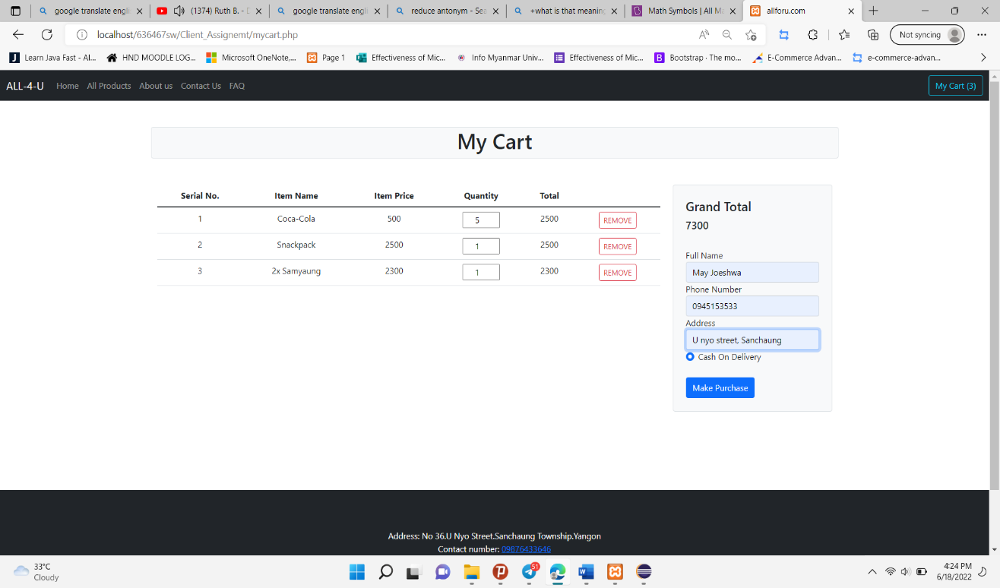 google translate engli
(1374) Ruth B. - D
google translate engli
reduce antonym - Sea
+what is that meaning
Math Symbols | All Ma
allforu.com
localhost/636467sw/Client_Assignemt/mycart.php
Not syncing
Learn Java Fast - Al...
HND MOODLE LOG...
Microsoft OneNote,...
Page 1
Effectiveness of Mic...
Info Myanmar Univ...
Effectiveness of Mic...
Bootstrap · The mo...
E-Commerce Advan...
e-commerce-advan...
ALL-4-U Home All Products About us Contact Us FAQ My Cart (3)
My Cart
Serial No. Item Name Item Price Quantity Total
1 Coca-Cola 500 5 2500 REMOVE
2 Snackpack 2500 1 2500 REMOVE
3 2x Samyaung 2300 1 2300 REMOVE
Grand Total
7300
Full Name
May Joeshwa
Phone Number
0945153533
Address
U nyo street, Sanchaung
Cash On Delivery
Make Purchase
Address: No 36.U Nyo Street.Sanchaung Township.Yangon
Contact number: 09876433646
33°C
Cloudy
51
4:24 PM
6/18/2022